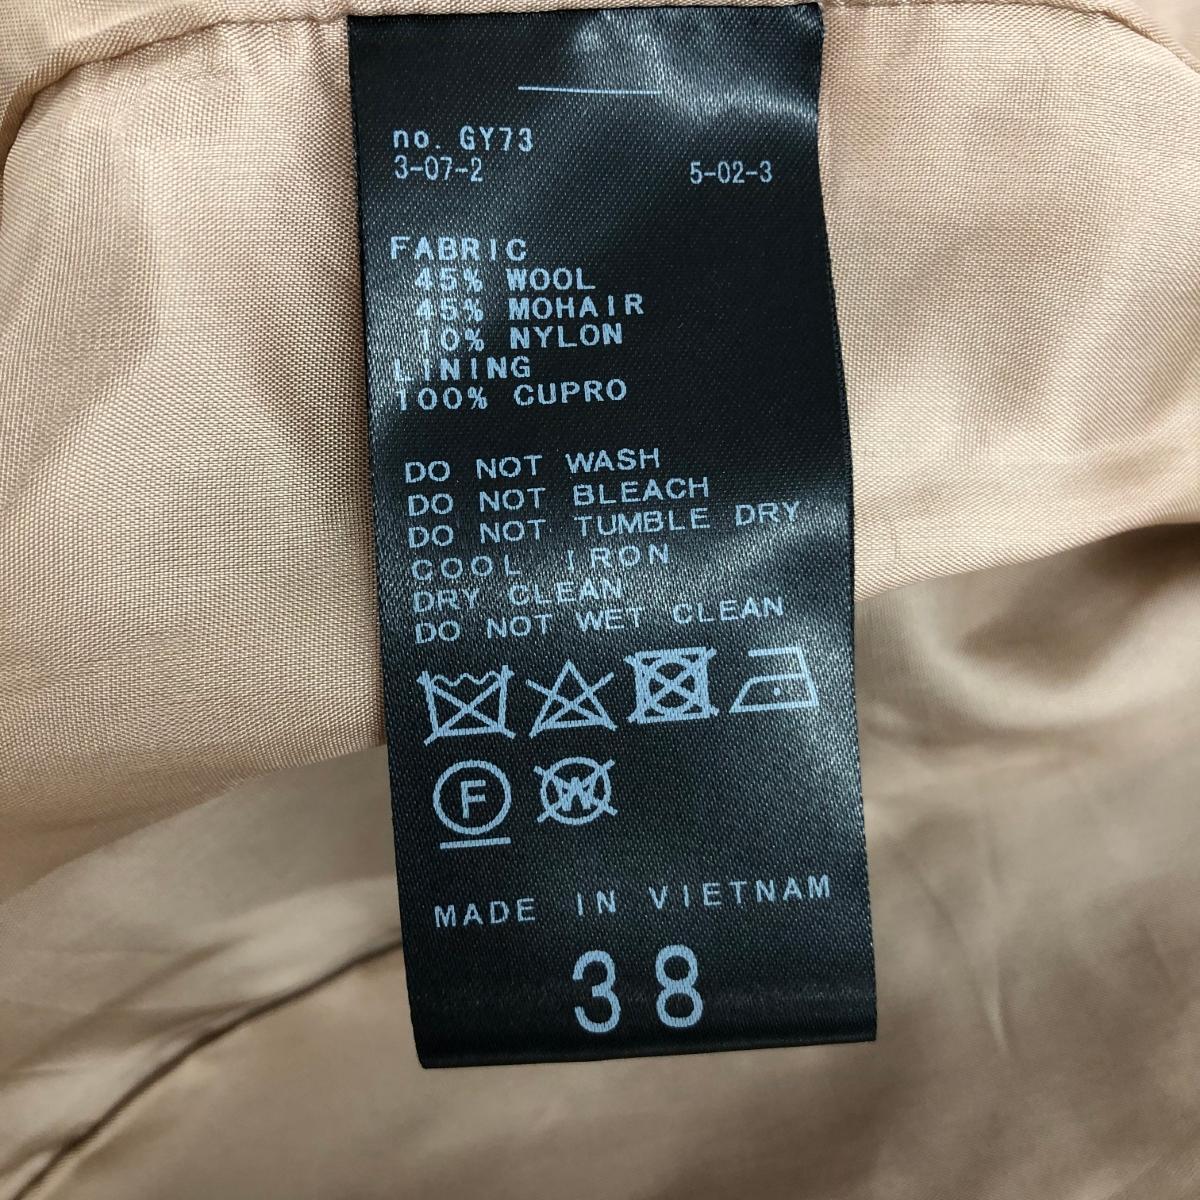 no. GY73
3-07-2 5-02-3
FABRIC
45% WOOL
45% MOHAIR
10% NYLON
LINING
100% CUPRO
DO NOT WASH
DO NOT BLEACH
DO NOT TUMBLE DRY
COOL IRON
DRY CLEAN
DO NOT WET CLEAN
F W
MADE IN VIETNAM
38